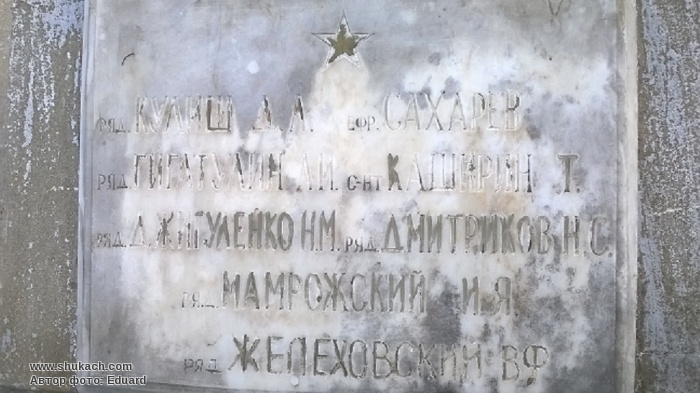 ряд. КУЛИШ Д. А. ефр. САХАРЕВ
ряд. ГИГАТУЛИН А.И. с-нт КАШИРИН Т.
ряд. ДЖИГУЛЕЙКО Н.М. ряд. ДМИТРИКОВ Н.С.
ряд. МАМРОЖСКИЙ И.Я.
ряд. ЖЕЛЕХОВСКИЙ В.Ф.
www.shukach.com
Автор фото: Eduard